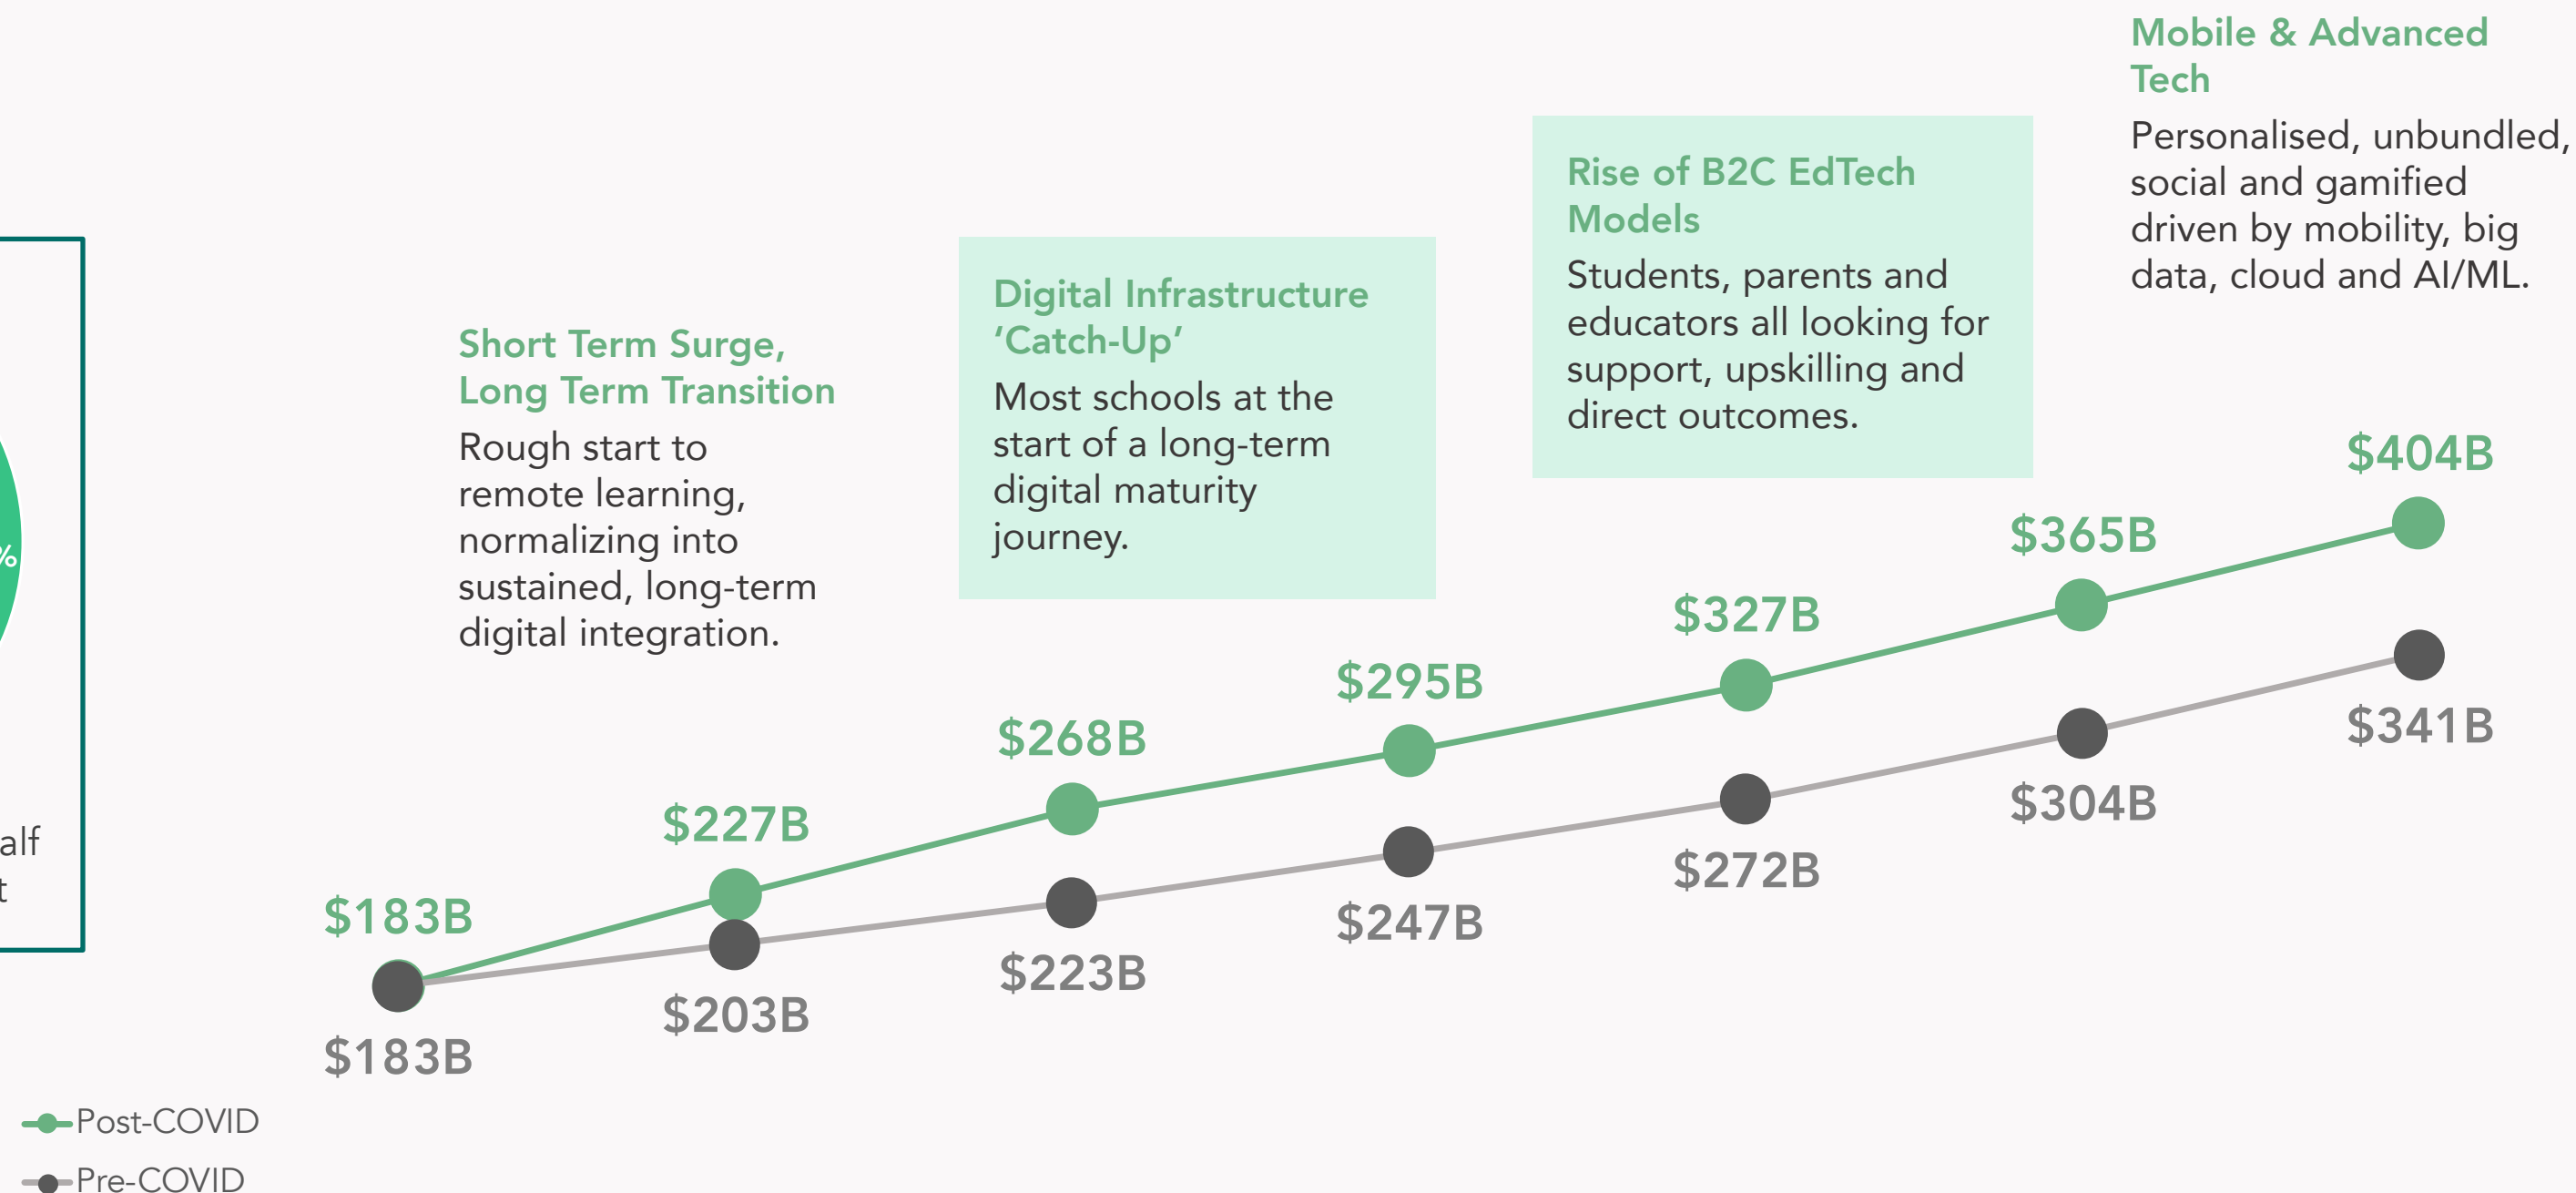 Mobile & Advanced
Tech
Personalised, unbundled,
social and gamified
driven by mobility, big
data, cloud and AI/ML.
Rise of B2C EdTech
Models
Students, parents and
educators all looking for
support, upskilling and
direct outcomes.
Digital Infrastructure
‘Catch-Up’
Most schools at the
start of a long-term
digital maturity
journey.
Short Term Surge,
Long Term Transition
Rough start to
remote learning,
normalizing into
sustained, long-term
digital integration.
%
$183B
$227B
$268B
$295B
$327B
$365B
$404B
$183B
$203B
$223B
$247B
$272B
$304B
$341B
Post-COVID
Pre-COVID